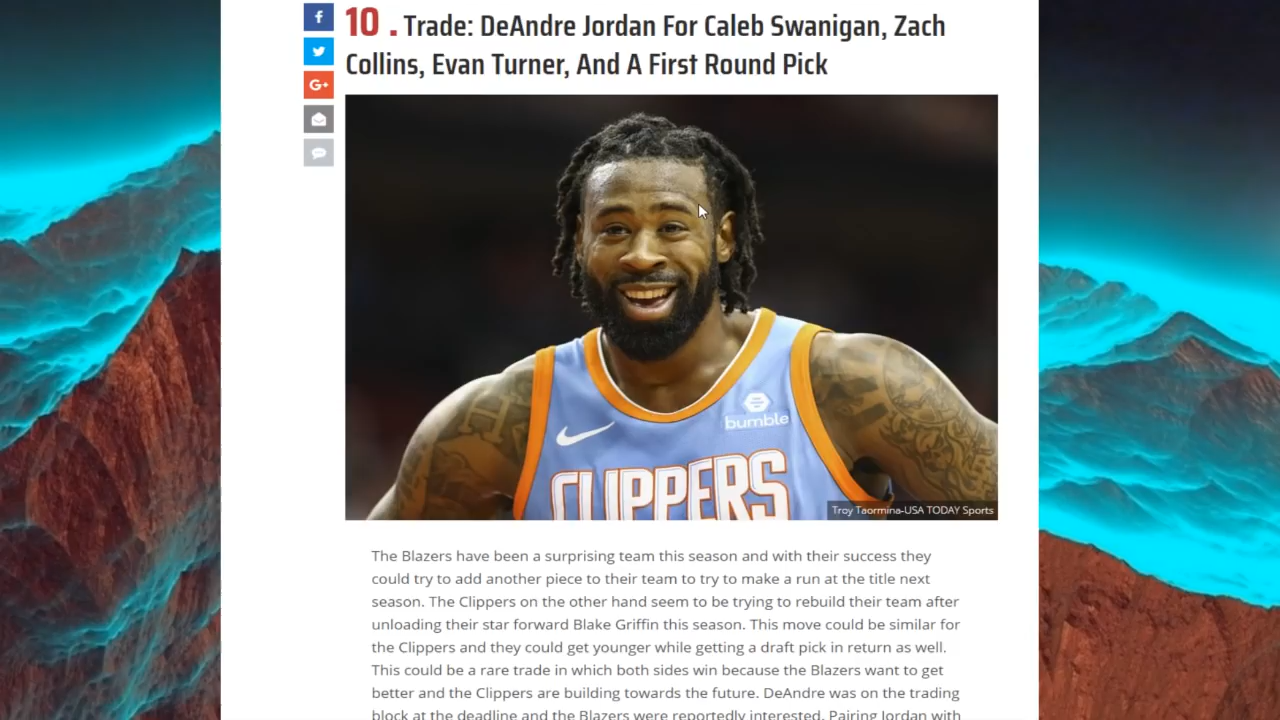 10 . Trade: DeAndre Jordan For Caleb Swanigan, Zach
Collins, Evan Turner, And A First Round Pick
f
G+
bumble
CLIPPERS
Troy Taormina-USA TODAY Sports
The Blazers have been a surprising team this season and with their success they
could try to add another piece to their team to try to make a run at the title next
season. The Clippers on the other hand seem to be trying to rebuild their team after
unloading their star forward Blake Griffin this season. This move could be similar for
the Clippers and they could get younger while getting a draft pick in return as well.
This could be a rare trade in which both sides win because the Blazers want to get
better and the Clippers are building towards the future. DeAndre was on the trading
block at the deadline and the Blazers were reportedly interested. Pairing Jordan with